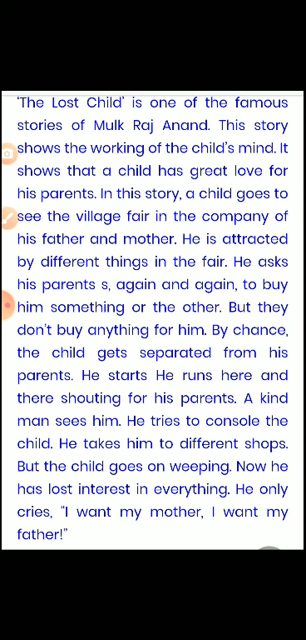 'The Lost Child' is one of the famous
stories of Mulk Raj Anand. This story
shows the working of the child's mind. It
shows that a child has great love for
his parents. In this story, a child goes to
see the village fair in the company of
his father and mother. He is attracted
by different things in the fair. He asks
his parents s, again and again, to buy
him something or the other. But they
don't buy anything for him. By chance,
the child gets separated from his
parents. He starts He runs here and
there shouting for his parents. A kind
man sees him. He tries to console the
child. He takes him to different shops.
But the child goes on weeping. Now he
has lost interest in everything. He only
cries, "I want my mother, I want my
father!"